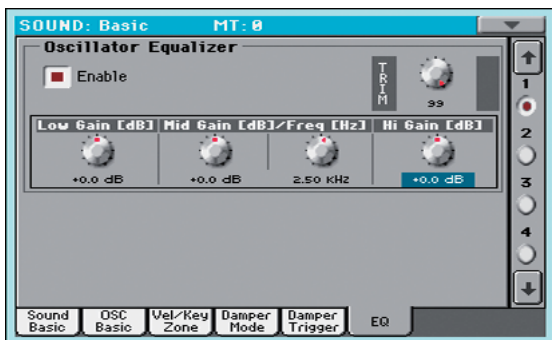 SOUND: Basic MT: 0
Oscillator Equalizer
Enable
TRIM
99
Low Gain [dB] Mid Gain [dB]/Freq [Hz] Hi Gain [dB]
+0.0 dB +0.0 dB 2.50 KHz +0.0 dB
1
2
3
4
Sound Basic
OSC Basic
Vel/Key Zone
Damper Mode
Damper Trigger
EQ